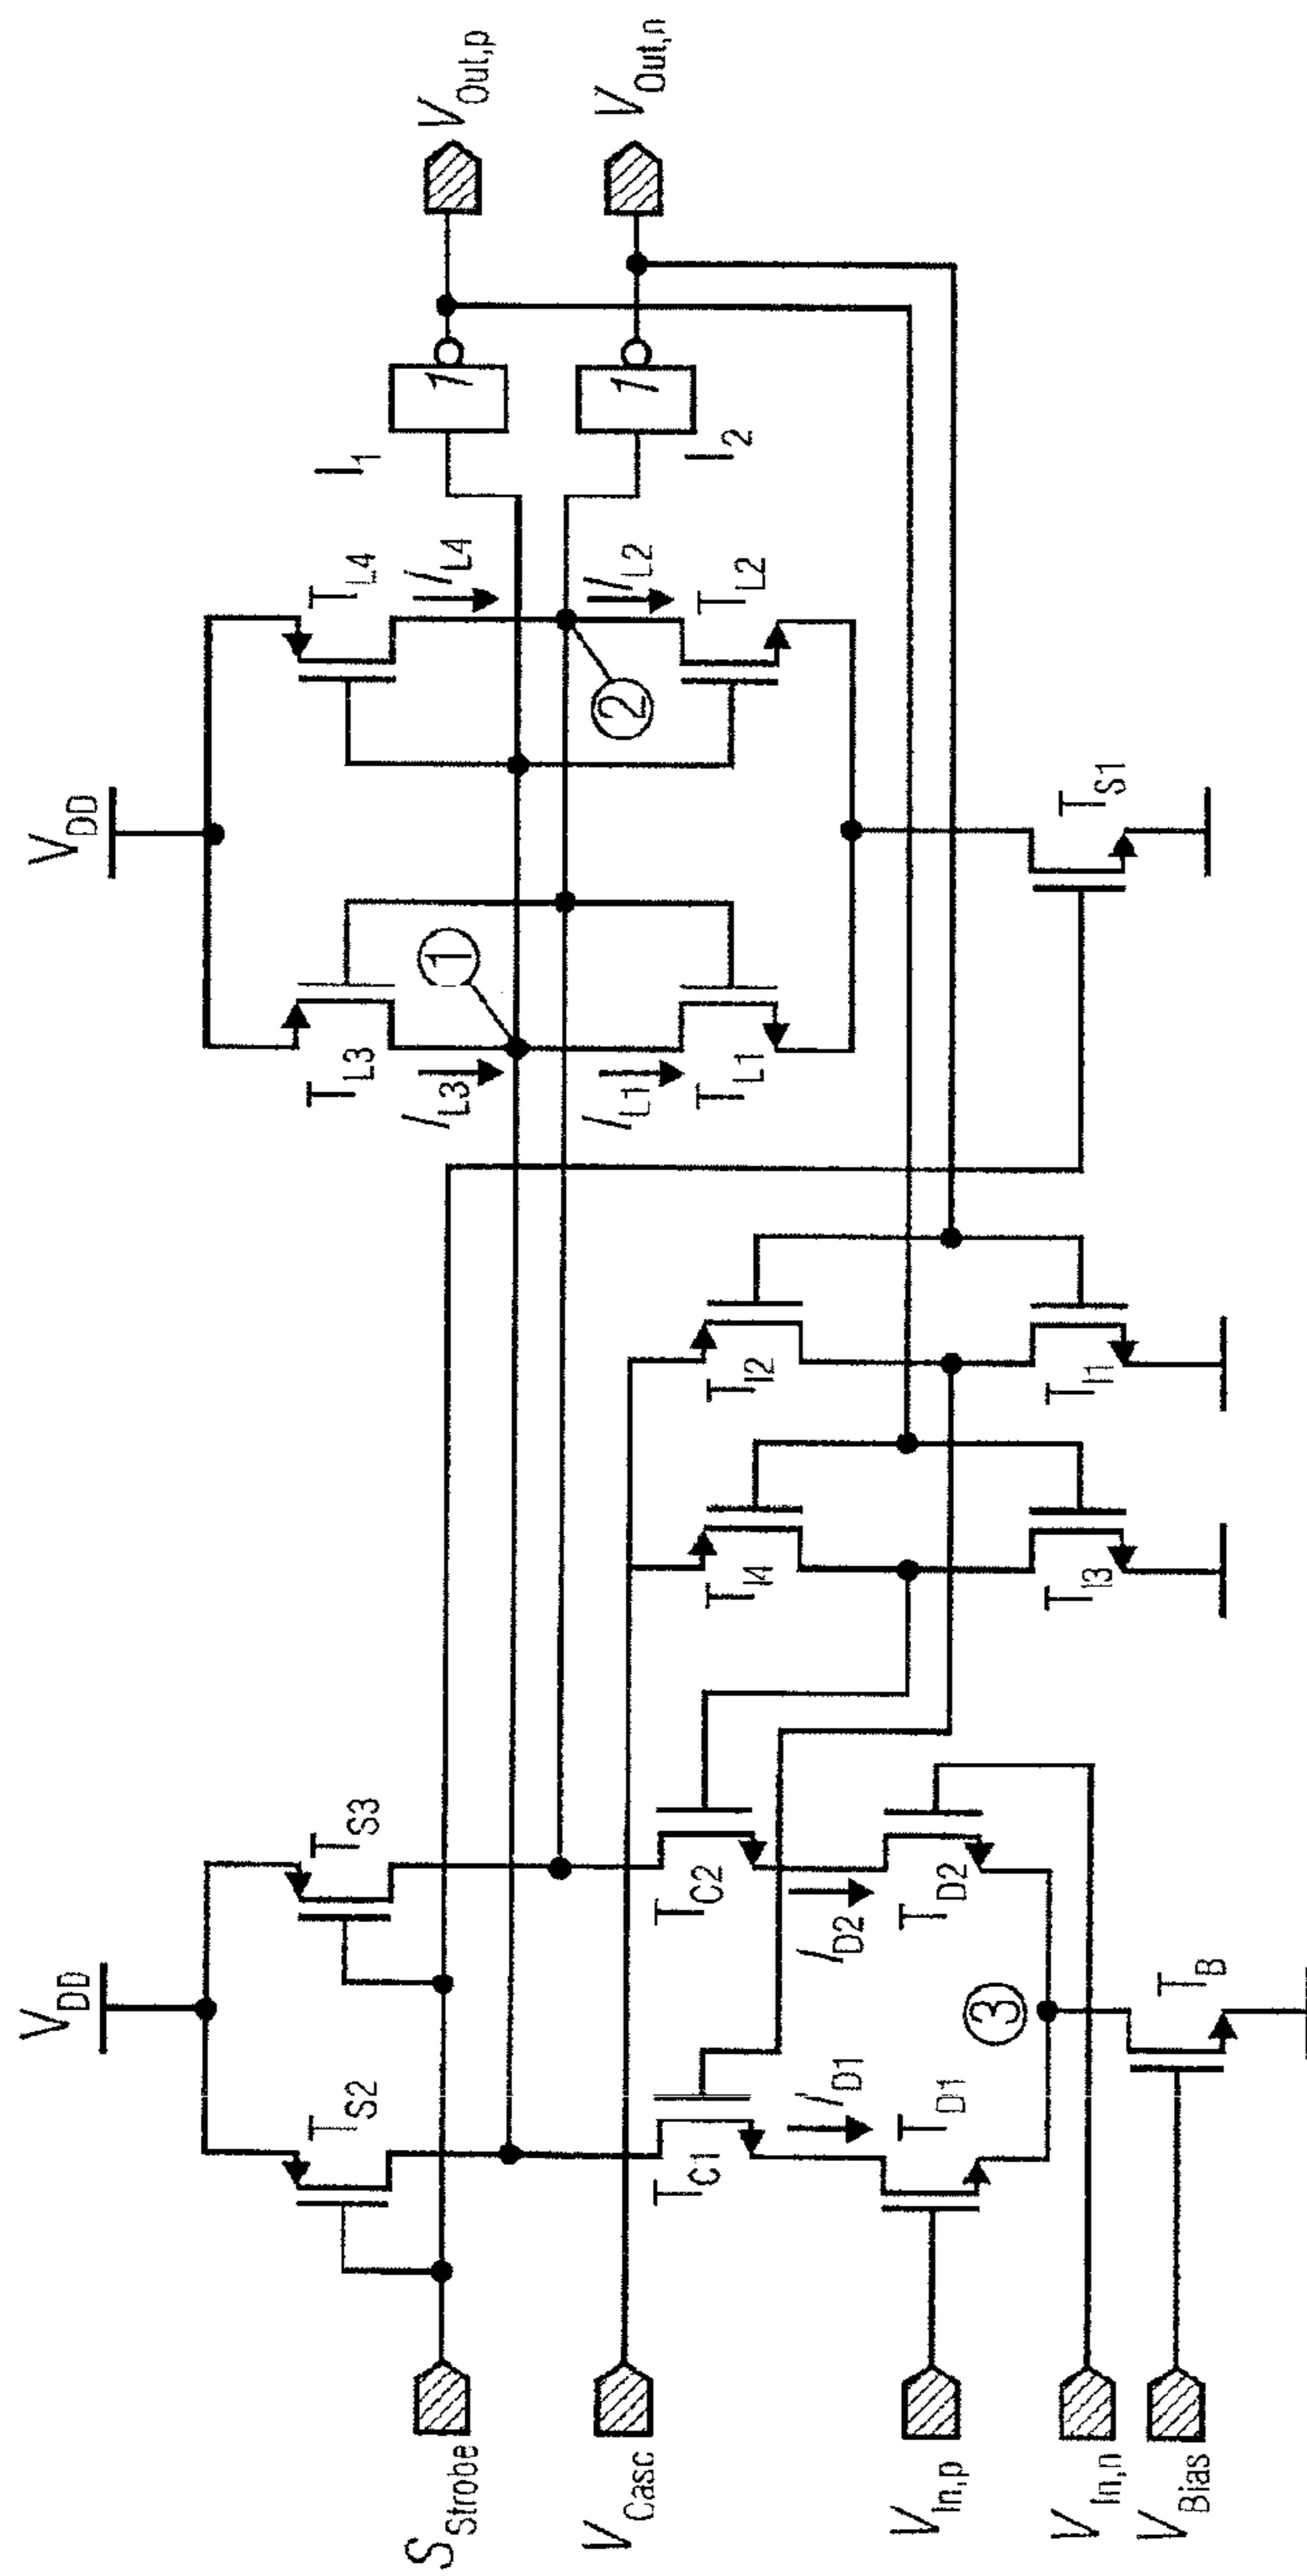 V_DD
V_DD
T_S2
T_S3
T_L3
T_L4
I_L3
I_L4
1
2
I_L1
I_L2
T_L1
T_L2
I_1
1
V_Out,p
I_2
1
V_Out,n
S_Strobe
V_Casc
T_C1
T_C2
T_I4
T_I2
I_D1
I_D2
T_D1
T_D2
T_I3
T_I1
T_S1
V_In,p
V_In,n
V_Bias
3
T_B